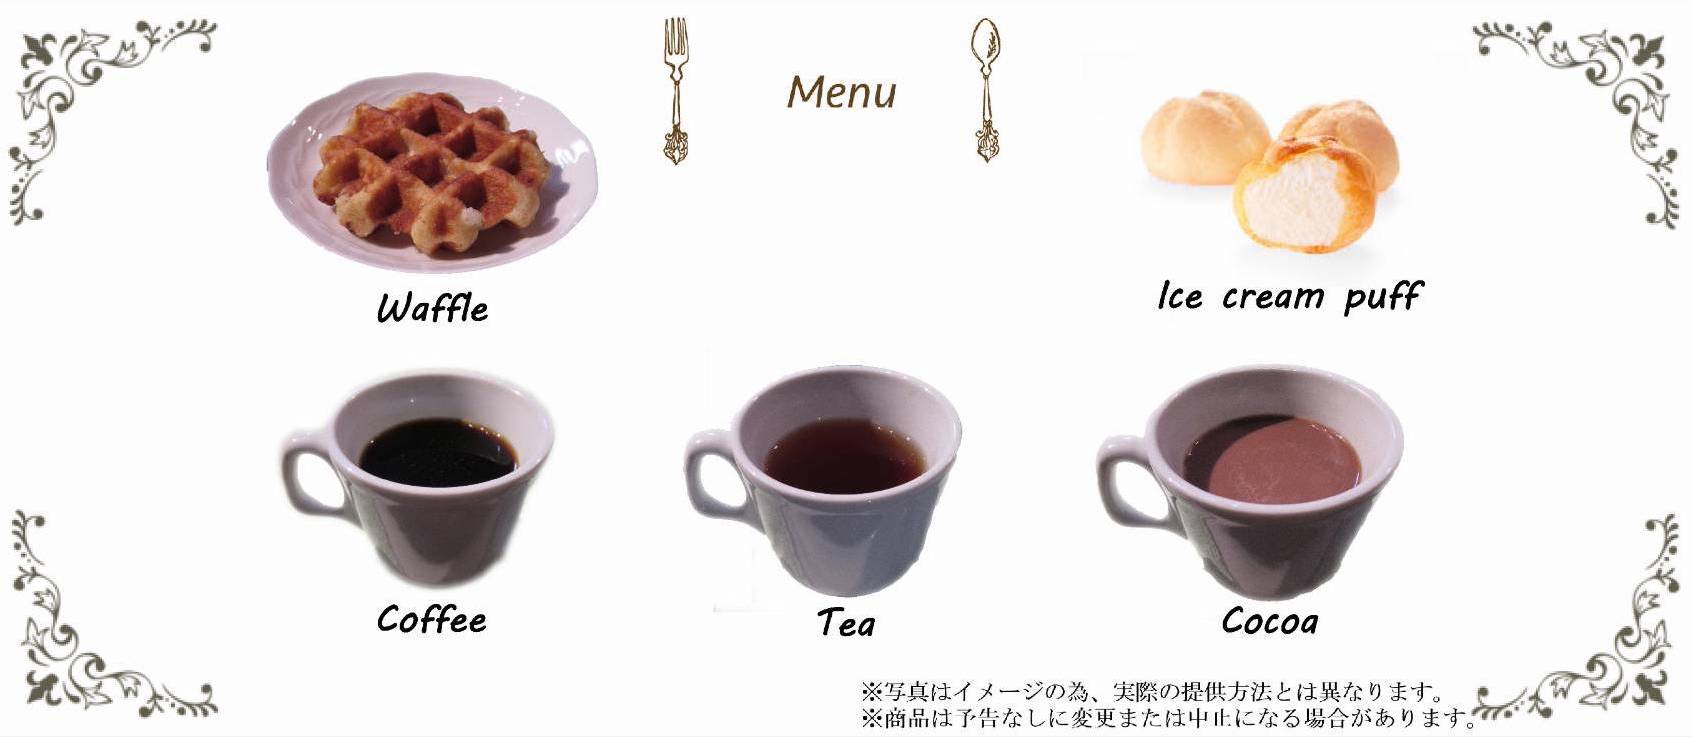 Menu
Waffle
Ice cream puff
Coffee
Tea
Cocoa
※写真はイメージの為、実際の提供方法とは異なります。
※商品は予告なしに変更または中止になる場合があります。